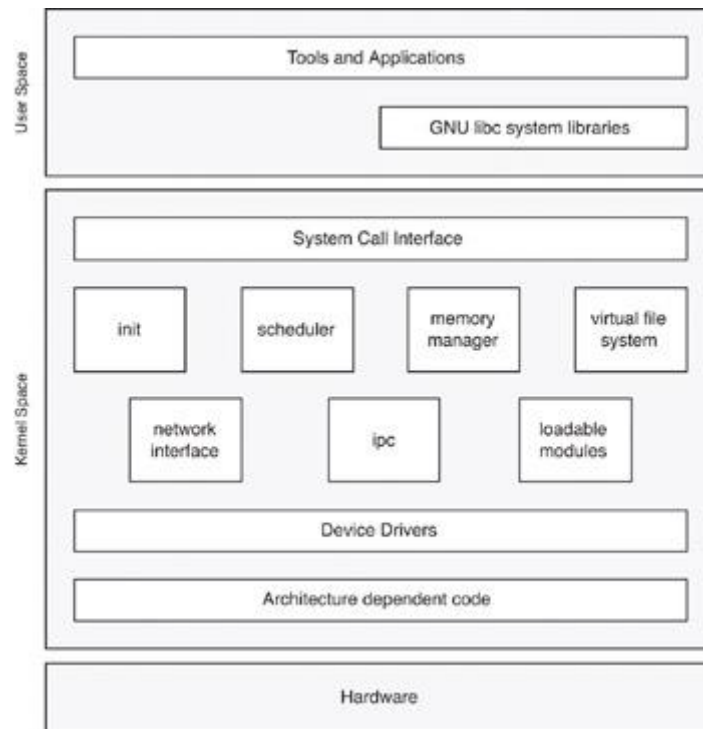 User Space
Tools and Applications
GNU libc system libraries
Kernel Space
System Call Interface
init
scheduler
memory
manager
virtual file
system
network
interface
ipc
loadable
modules
Device Drivers
Architecture dependent code
Hardware